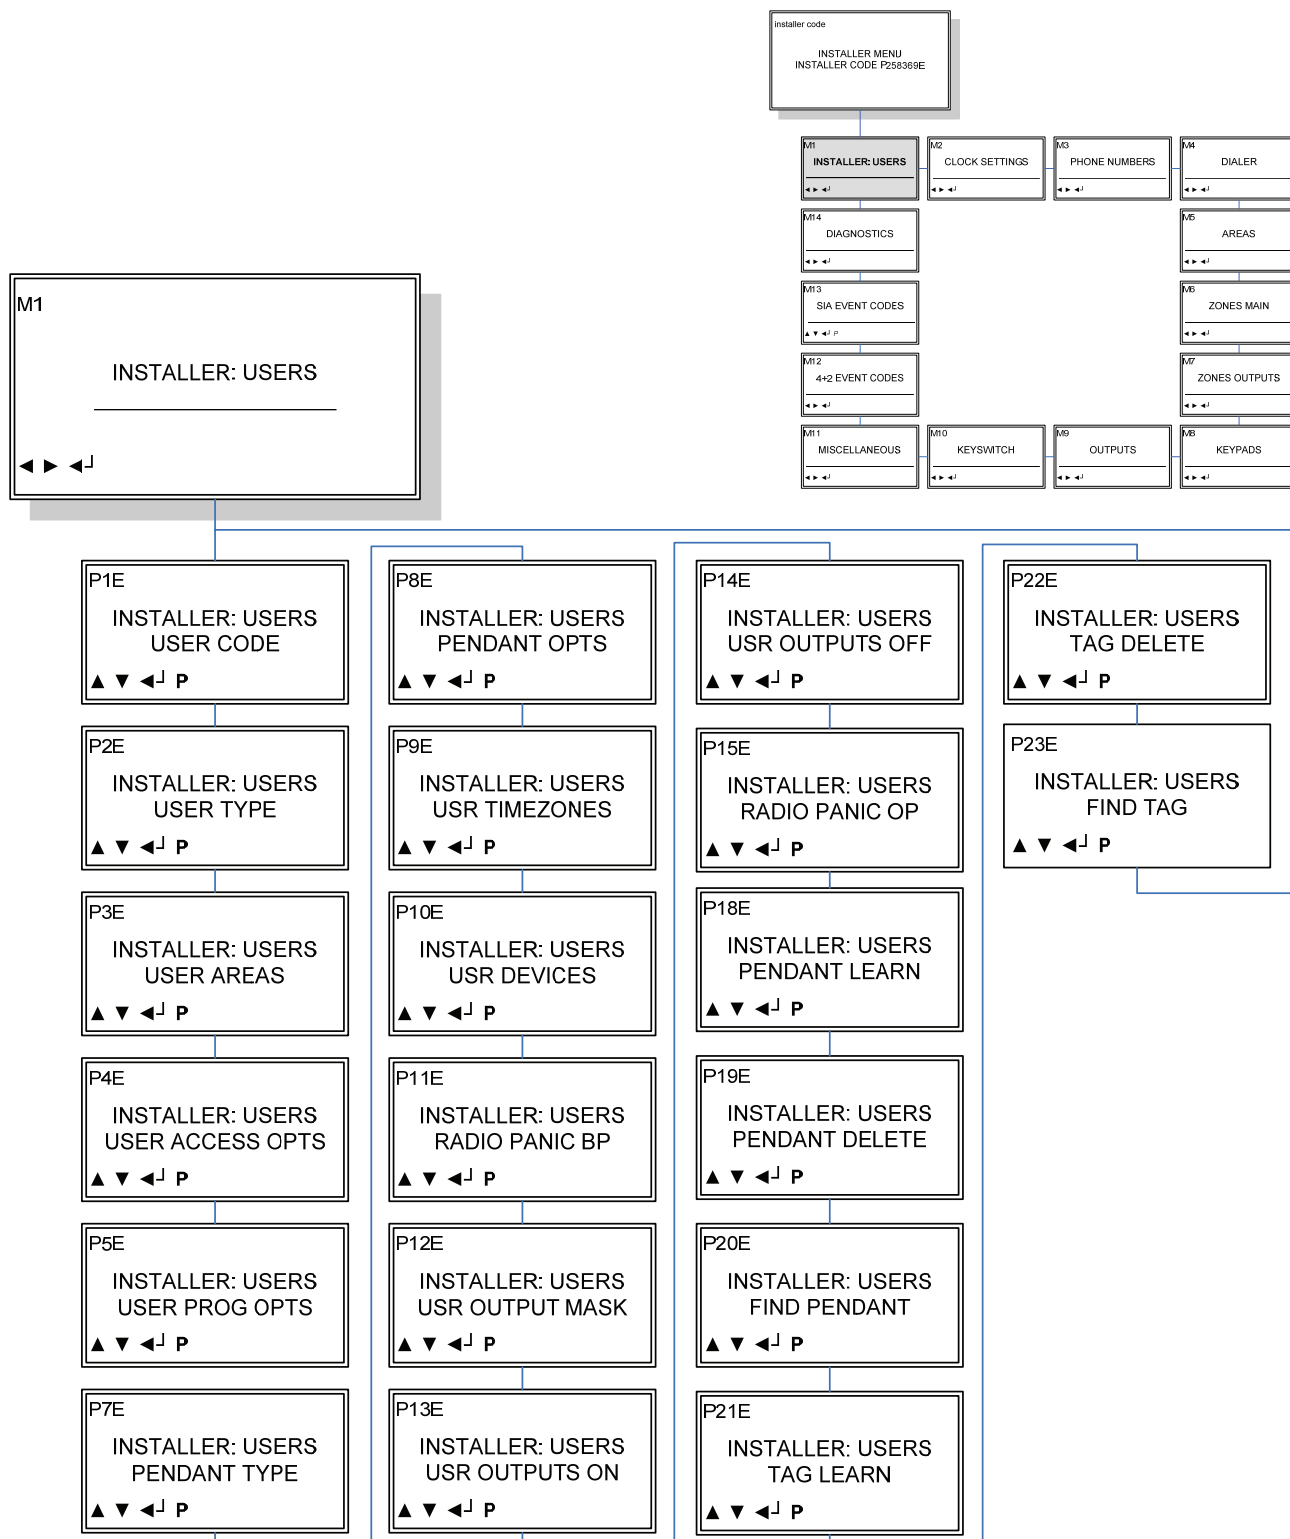 installer code
INSTALLER MENU
INSTALLER CODE P258369E
M1
INSTALLER: USERS
M2
CLOCK SETTINGS
M3
PHONE NUMBERS
M4
DIALER
M14
DIAGNOSTICS
M5
AREAS
M13
SIA EVENT CODES
P
M6
ZONES MAIN
M12
4+2 EVENT CODES
M7
ZONES OUTPUTS
M11
MISCELLANEOUS
M10
KEYSWITCH
M9
OUTPUTS
M8
KEYPADS
M1
INSTALLER: USERS
P1E
INSTALLER: USERS
USER CODE
▲ ▼ ◄┘ P
P2E
INSTALLER: USERS
USER TYPE
▲ ▼ ◄┘ P
P3E
INSTALLER: USERS
USER AREAS
▲ ▼ ◄┘ P
P4E
INSTALLER: USERS
USER ACCESS OPTS
▲ ▼ ◄┘ P
P5E
INSTALLER: USERS
USER PROG OPTS
▲ ▼ ◄┘ P
P7E
INSTALLER: USERS
PENDANT TYPE
▲ ▼ ◄┘ P
P8E
INSTALLER: USERS
PENDANT OPTS
▲ ▼ ◄┘ P
P9E
INSTALLER: USERS
USR TIMEZONES
▲ ▼ ◄┘ P
P10E
INSTALLER: USERS
USR DEVICES
▲ ▼ ◄┘ P
P11E
INSTALLER: USERS
RADIO PANIC BP
▲ ▼ ◄┘ P
P12E
INSTALLER: USERS
USR OUTPUT MASK
▲ ▼ ◄┘ P
P13E
INSTALLER: USERS
USR OUTPUTS ON
▲ ▼ ◄┘ P
P14E
INSTALLER: USERS
USR OUTPUTS OFF
▲ ▼ ◄┘ P
P15E
INSTALLER: USERS
RADIO PANIC OP
▲ ▼ ◄┘ P
P18E
INSTALLER: USERS
PENDANT LEARN
▲ ▼ ◄┘ P
P19E
INSTALLER: USERS
PENDANT DELETE
▲ ▼ ◄┘ P
P20E
INSTALLER: USERS
FIND PENDANT
▲ ▼ ◄┘ P
P21E
INSTALLER: USERS
TAG LEARN
▲ ▼ ◄┘ P
P22E
INSTALLER: USERS
TAG DELETE
▲ ▼ ◄┘ P
P23E
INSTALLER: USERS
FIND TAG
▲ ▼ ◄┘ P